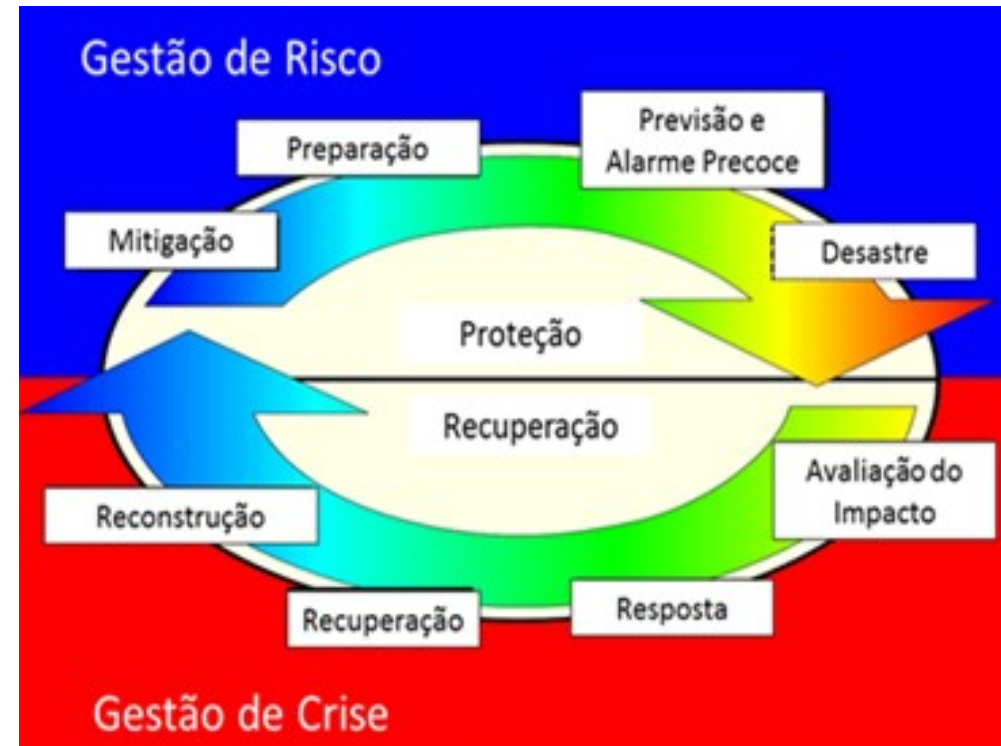 Gestão de Risco
Preparação
Previsão e
Alarme Precoce
Mitigação
Desastre
Proteção
Recuperação
Avaliação do
Impacto
Reconstrução
Recuperação
Resposta
Gestão de Crise